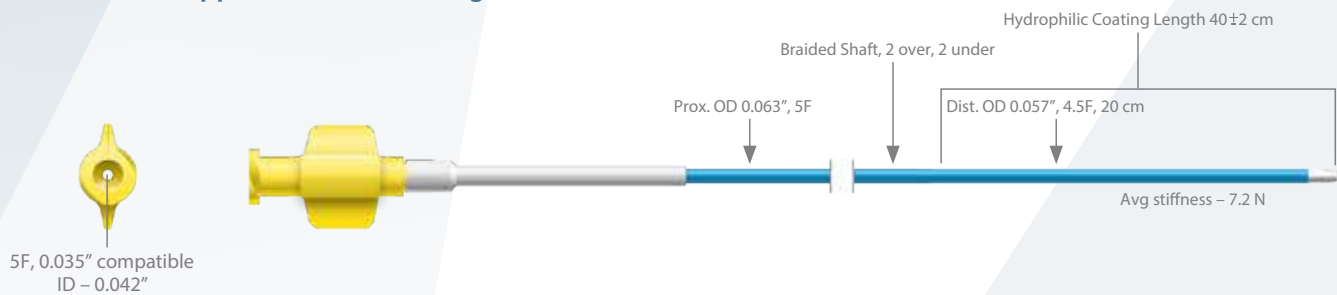 Hydrophilic Coating Length 40±2 cm
Braided Shaft, 2 over, 2 under
Prox. OD 0.063”, 5F
Dist. OD 0.057”, 4.5F, 20 cm
Avg stiffness – 7.2 N
5F, 0.035” compatible
ID – 0.042”